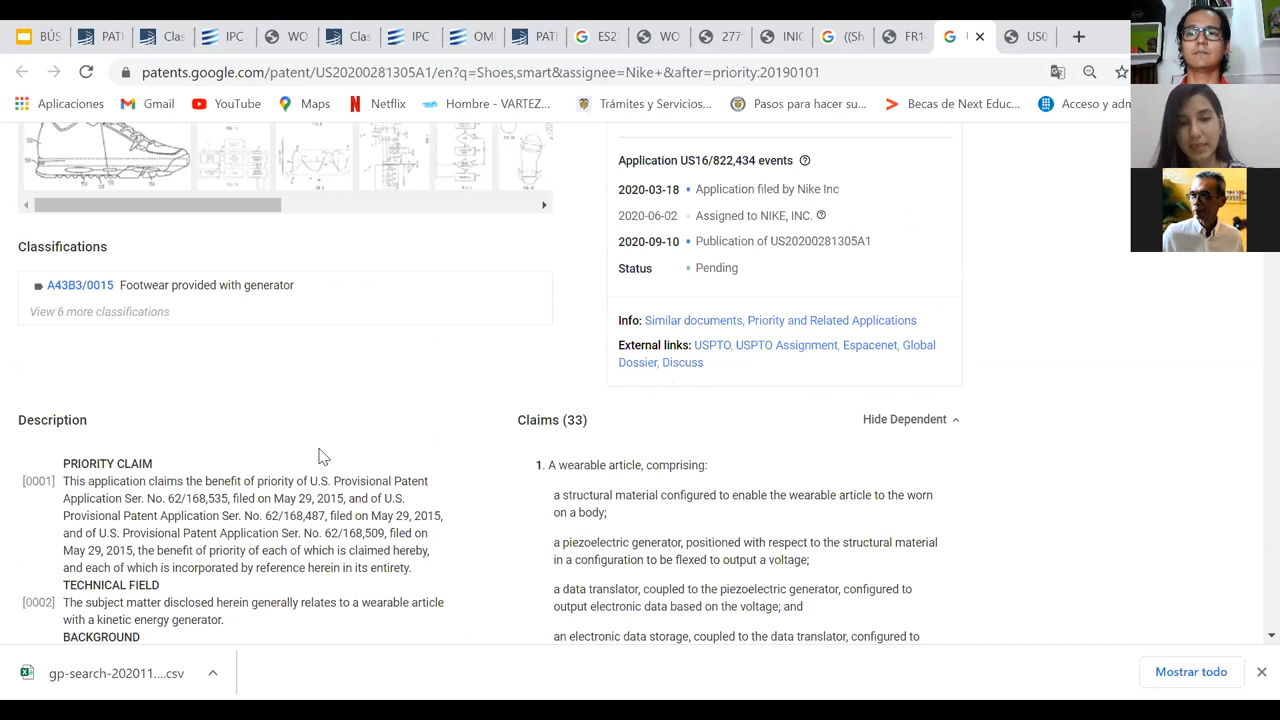 BÚS
PATI
Clas
IPC
WO
Clas
IPC
OM
PATI
ES2
WO
277
INIC
((Sh
FR14
US0
patents.google.com/patent/US20200281305A1/en?q=Shoes,smart&assignee=Nike+&after=priority:20190101
Aplicaciones
Gmail
YouTube
Maps
Netflix
Hombre - VARTEZ...
Trámites y Servicios...
Pasós para hacer su...
Becas de Next Educ...
Acceso y adm
Application US16/822,434 events
2020-03-18 Application filed by Nike Inc
2020-06-02 Assigned to NIKE, INC.
2020-09-10 Publication of US20200281305A1
Status Pending
Info: Similar documents, Priority and Related Applications
External links: USPTO, USPTO Assignment, Espacenet, Global
Dossier, Discuss
Classifications
A43B3/0015 Footwear provided with generator
View 6 more classifications
Description
PRIORITY CLAIM
[0001] This application claims the benefit of priority of U.S. Provisional Patent
Application Ser. No. 62/168,535, filed on May 29, 2015, and of U.S.
Provisional Patent Application Ser. No. 62/168,487, filed on May 29, 2015,
and of U.S. Provisional Patent Application Ser. No. 62/168,509, filed on
May 29, 2015, the benefit of priority of each of which is claimed hereby,
and each of which is incorporated by reference herein in its entirety.
TECHNICAL FIELD
[0002] The subject matter disclosed herein generally relates to a wearable article
with a kinetic energy generator.
BACKGROUND
Claims (33)
Hide Dependent
1. A wearable article, comprising:
a structural material configured to enable the wearable article to the worn
on a body;
a piezoelectric generator, positioned with respect to the structural material
in a configuration to be flexed to output a voltage;
a data translator, coupled to the piezoelectric generator, configured to
output electronic data based on the voltage; and
an electronic data storage, coupled to the data translator, configured to
gp-search-202011....csv
Mostrar todo